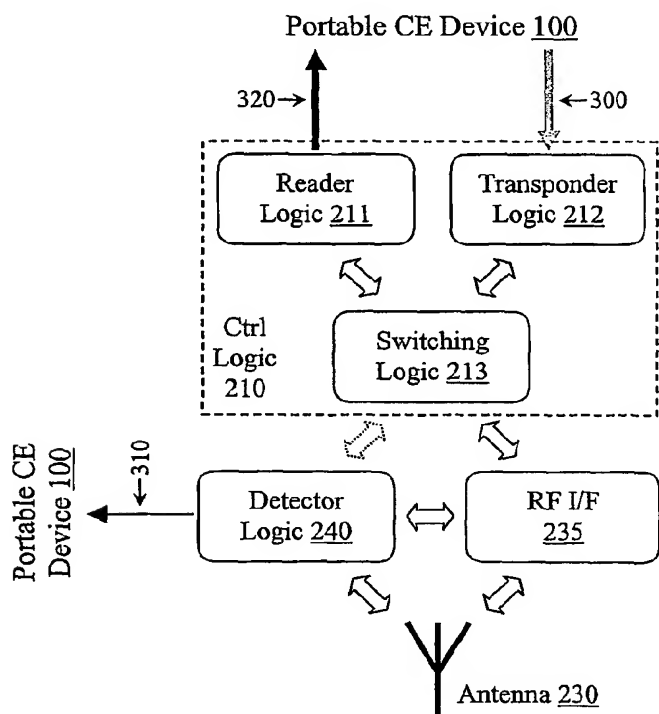 Portable CE Device 100
320
300
Reader
Logic 211
Transponder
Logic 212
Ctrl
Logic
210
Switching
Logic 213
Portable CE
Device 100
310
Detector
Logic 240
RF I/F
235
Antenna 230